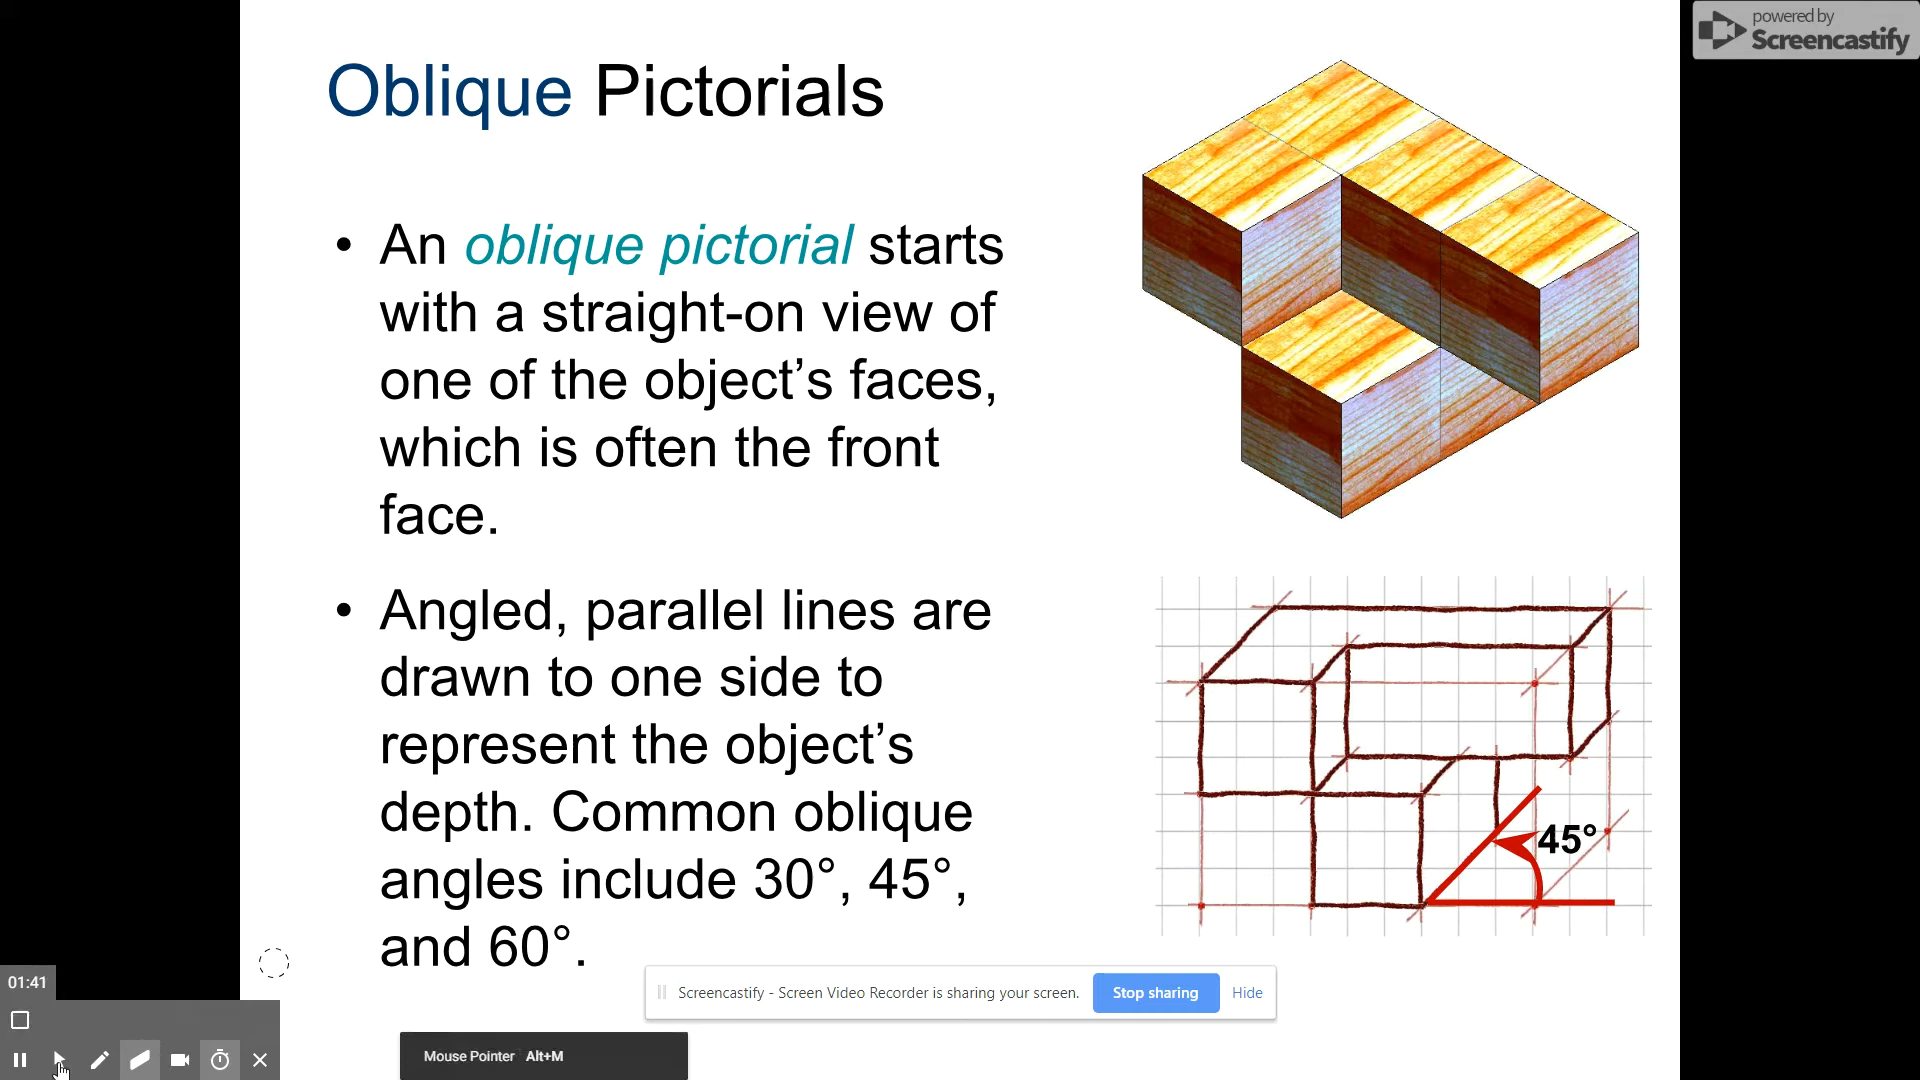 powered by
Screencastify
Oblique Pictorials
• An oblique pictorial starts
with a straight-on view of
one of the object’s faces,
which is often the front
face.
• Angled, parallel lines are
drawn to one side to
represent the object’s
depth. Common oblique
angles include 30°, 45°,
and 60°.
45°
01:41
Screencastify - Screen Video Recorder is sharing your screen.
Stop sharing
Hide
Mouse Pointer Alt+M